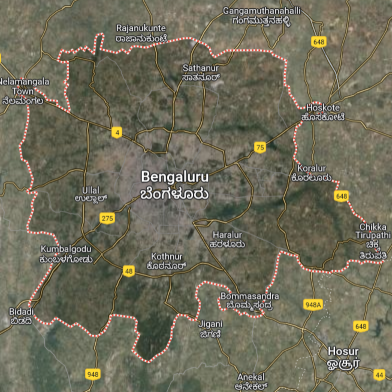 Gangamuthanahalli
ಗಂಗಮುತ್ತನಹಳ್ಳಿ
Rajanukunte
ರಾಜಾನುಕುಂಟೆ
648
Sathanur
ಸಾತನೂರ್
Nelamangala
Town
ನೆಲಮಂಗಲ
Hoskote
ಹೊಸಕೋಟೆ
4
75
Koralur
ಕೊರಲೂರು
Bengaluru
ಬೆಂಗಳೂರು
Ullal
ಉಲ್ಲಾಳ್
648
275
Chikka
Tirupathi
ಚಿಕ್ಕ
ತಿರುಪತಿ
Haralur
ಹರಳೂರು
Kumbalgodu
ಕುಂಬಳಗೋಡು
Kothnur
ಕೊತನೂರ್
48
Bommasandra
ಬೊಮ್ಮಸಂದ್ರ
948A
Bidadi
ಬಿಡದಿ
Jigani
ಜಿಗಣಿ
648
Hosur
ஓசூர்
948
Anekal
ಆನೇಕಲ್
44